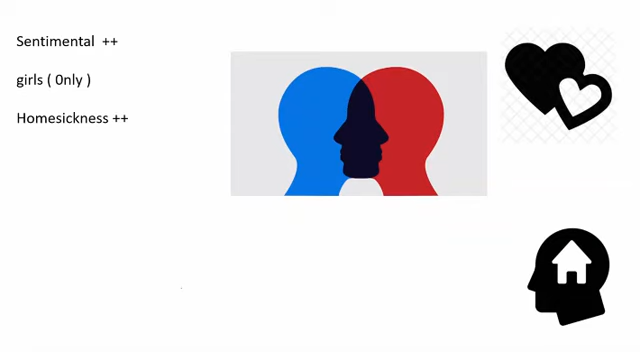 Sentimental ++
girls ( 0nly )
Homesickness ++